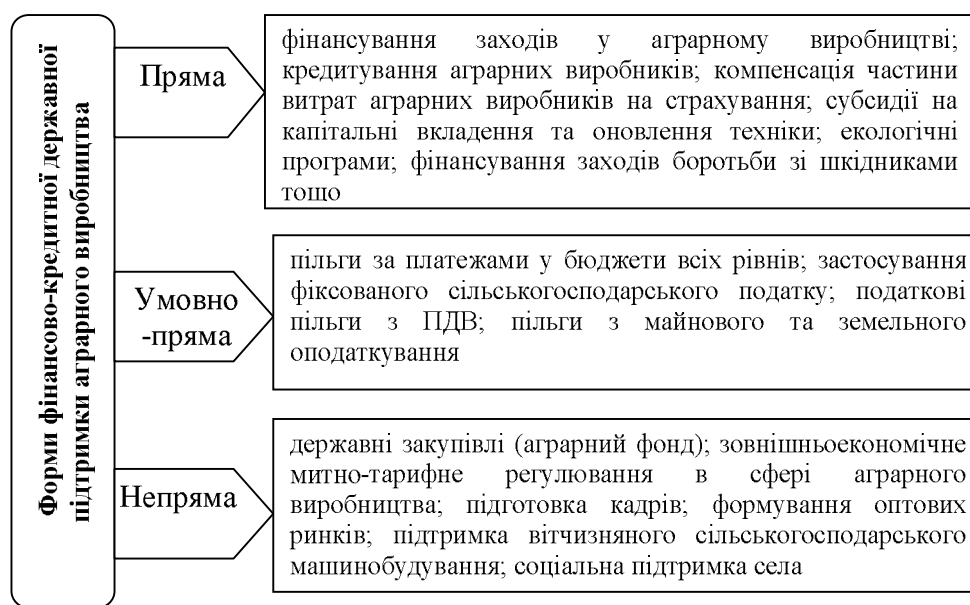 Форми фінансово-кредитної державної
підтримки аграрного виробництва
Пряма
фінансування заходів у аграрному виробництві;
кредитування аграрних виробників; компенсація частини
витрат аграрних виробників на страхування; субсидії на
капітальні вкладення та оновлення техніки; екологічні
програми; фінансування заходів боротьби зі шкідниками
тощо
Умовно
-пряма
пільги за платежами у бюджети всіх рівнів; застосування
фіксованого сільськогосподарського податку; податкові
пільги з ПДВ; пільги з майнового та земельного
оподаткування
Непряма
державні закупівлі (аграрний фонд); зовнішньоекономічне
митно-тарифне регулювання в сфері аграрного
виробництва; підготовка кадрів; формування оптових
ринків; підтримка вітчизняного сільськогосподарського
машинобудування; соціальна підтримка села